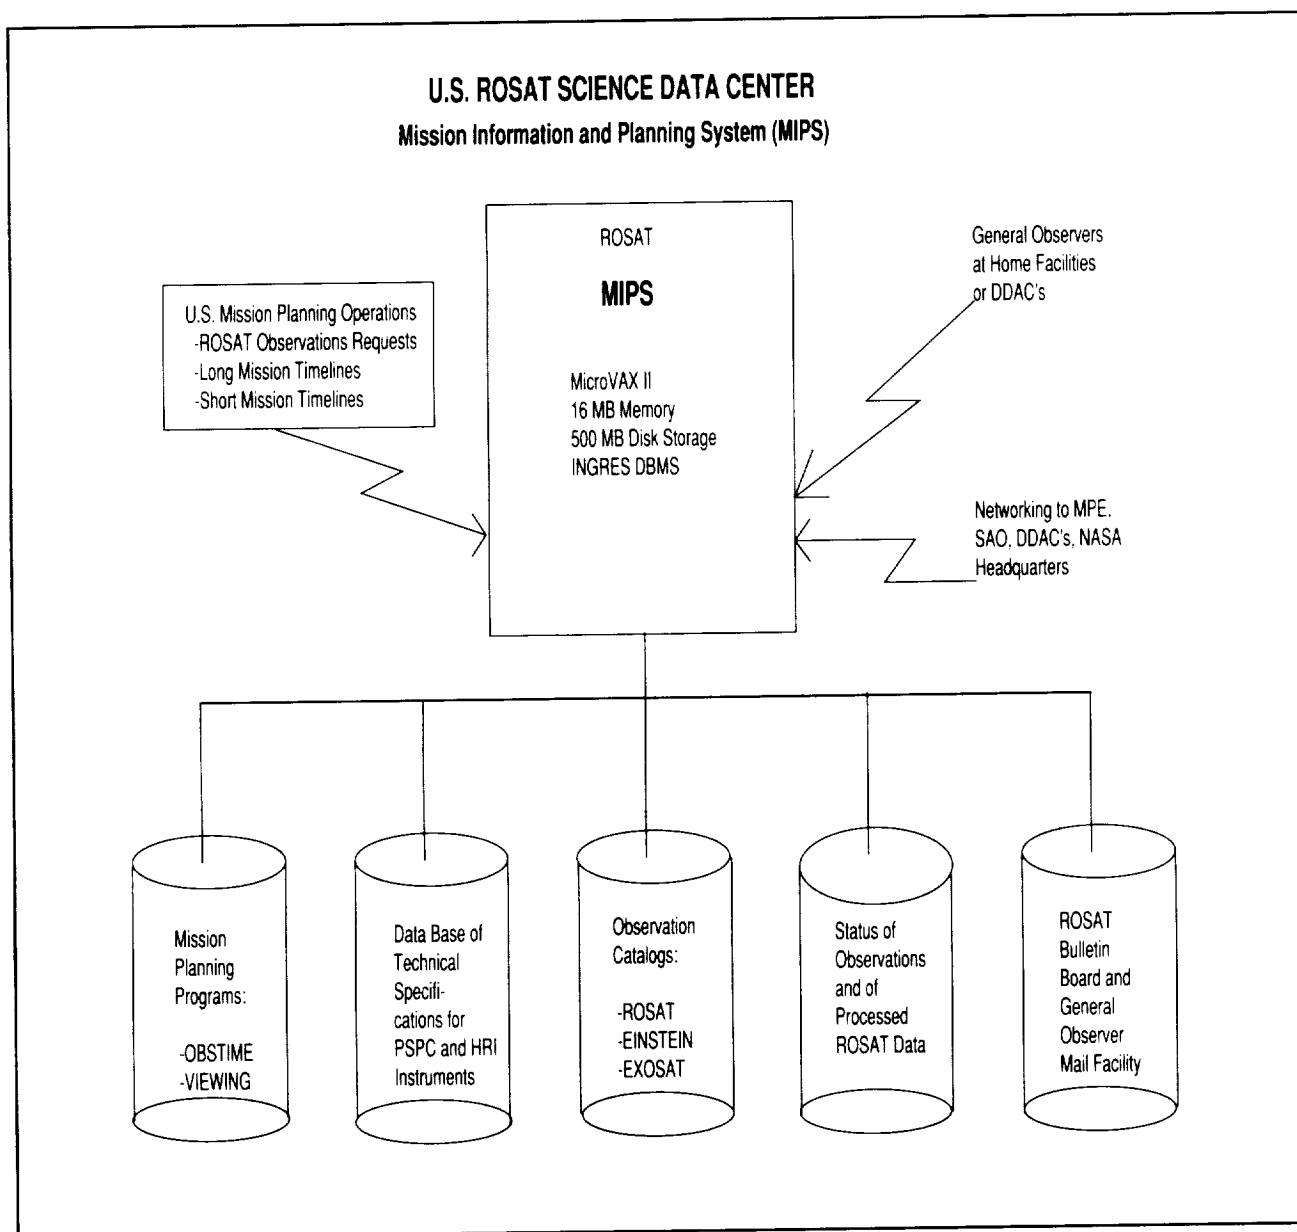 U.S. ROSAT SCIENCE DATA CENTER
Mission Information and Planning System (MIPS)
ROSAT
MIPS
MicroVAX II
16 MB Memory
500 MB Disk Storage
INGRES DBMS
U.S. Mission Planning Operations
-ROSAT Observations Requests
-Long Mission Timelines
-Short Mission Timelines
General Observers
at Home Facilities
or DDAC's
Networking to MPE,
SAO, DDAC's, NASA
Headquarters
Mission
Planning
Programs:
-OBSTIME
-VIEWING
Data Base of
Technical
Specifi-
cations for
PSPC and HRI
Instruments
Observation
Catalogs:
-ROSAT
-EINSTEIN
-EXOSAT
Status of
Observations
and of
Processed
ROSAT Data
ROSAT
Bulletin
Board and
General
Observer
Mail Facility